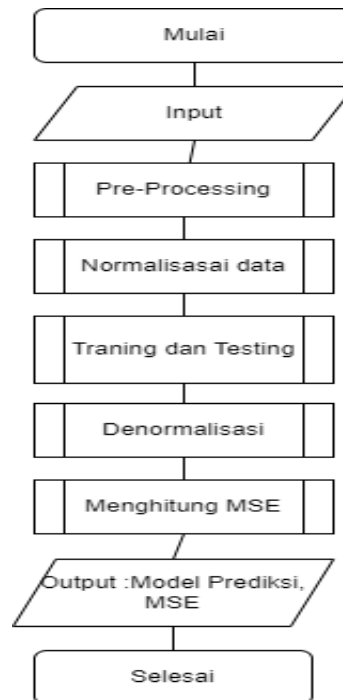 Mulai
Input
Pre-Processing
Normalisasai data
Traning dan Testing
Denormalisasi
Menghitung MSE
Output :Model Prediksi,
MSE
Selesai